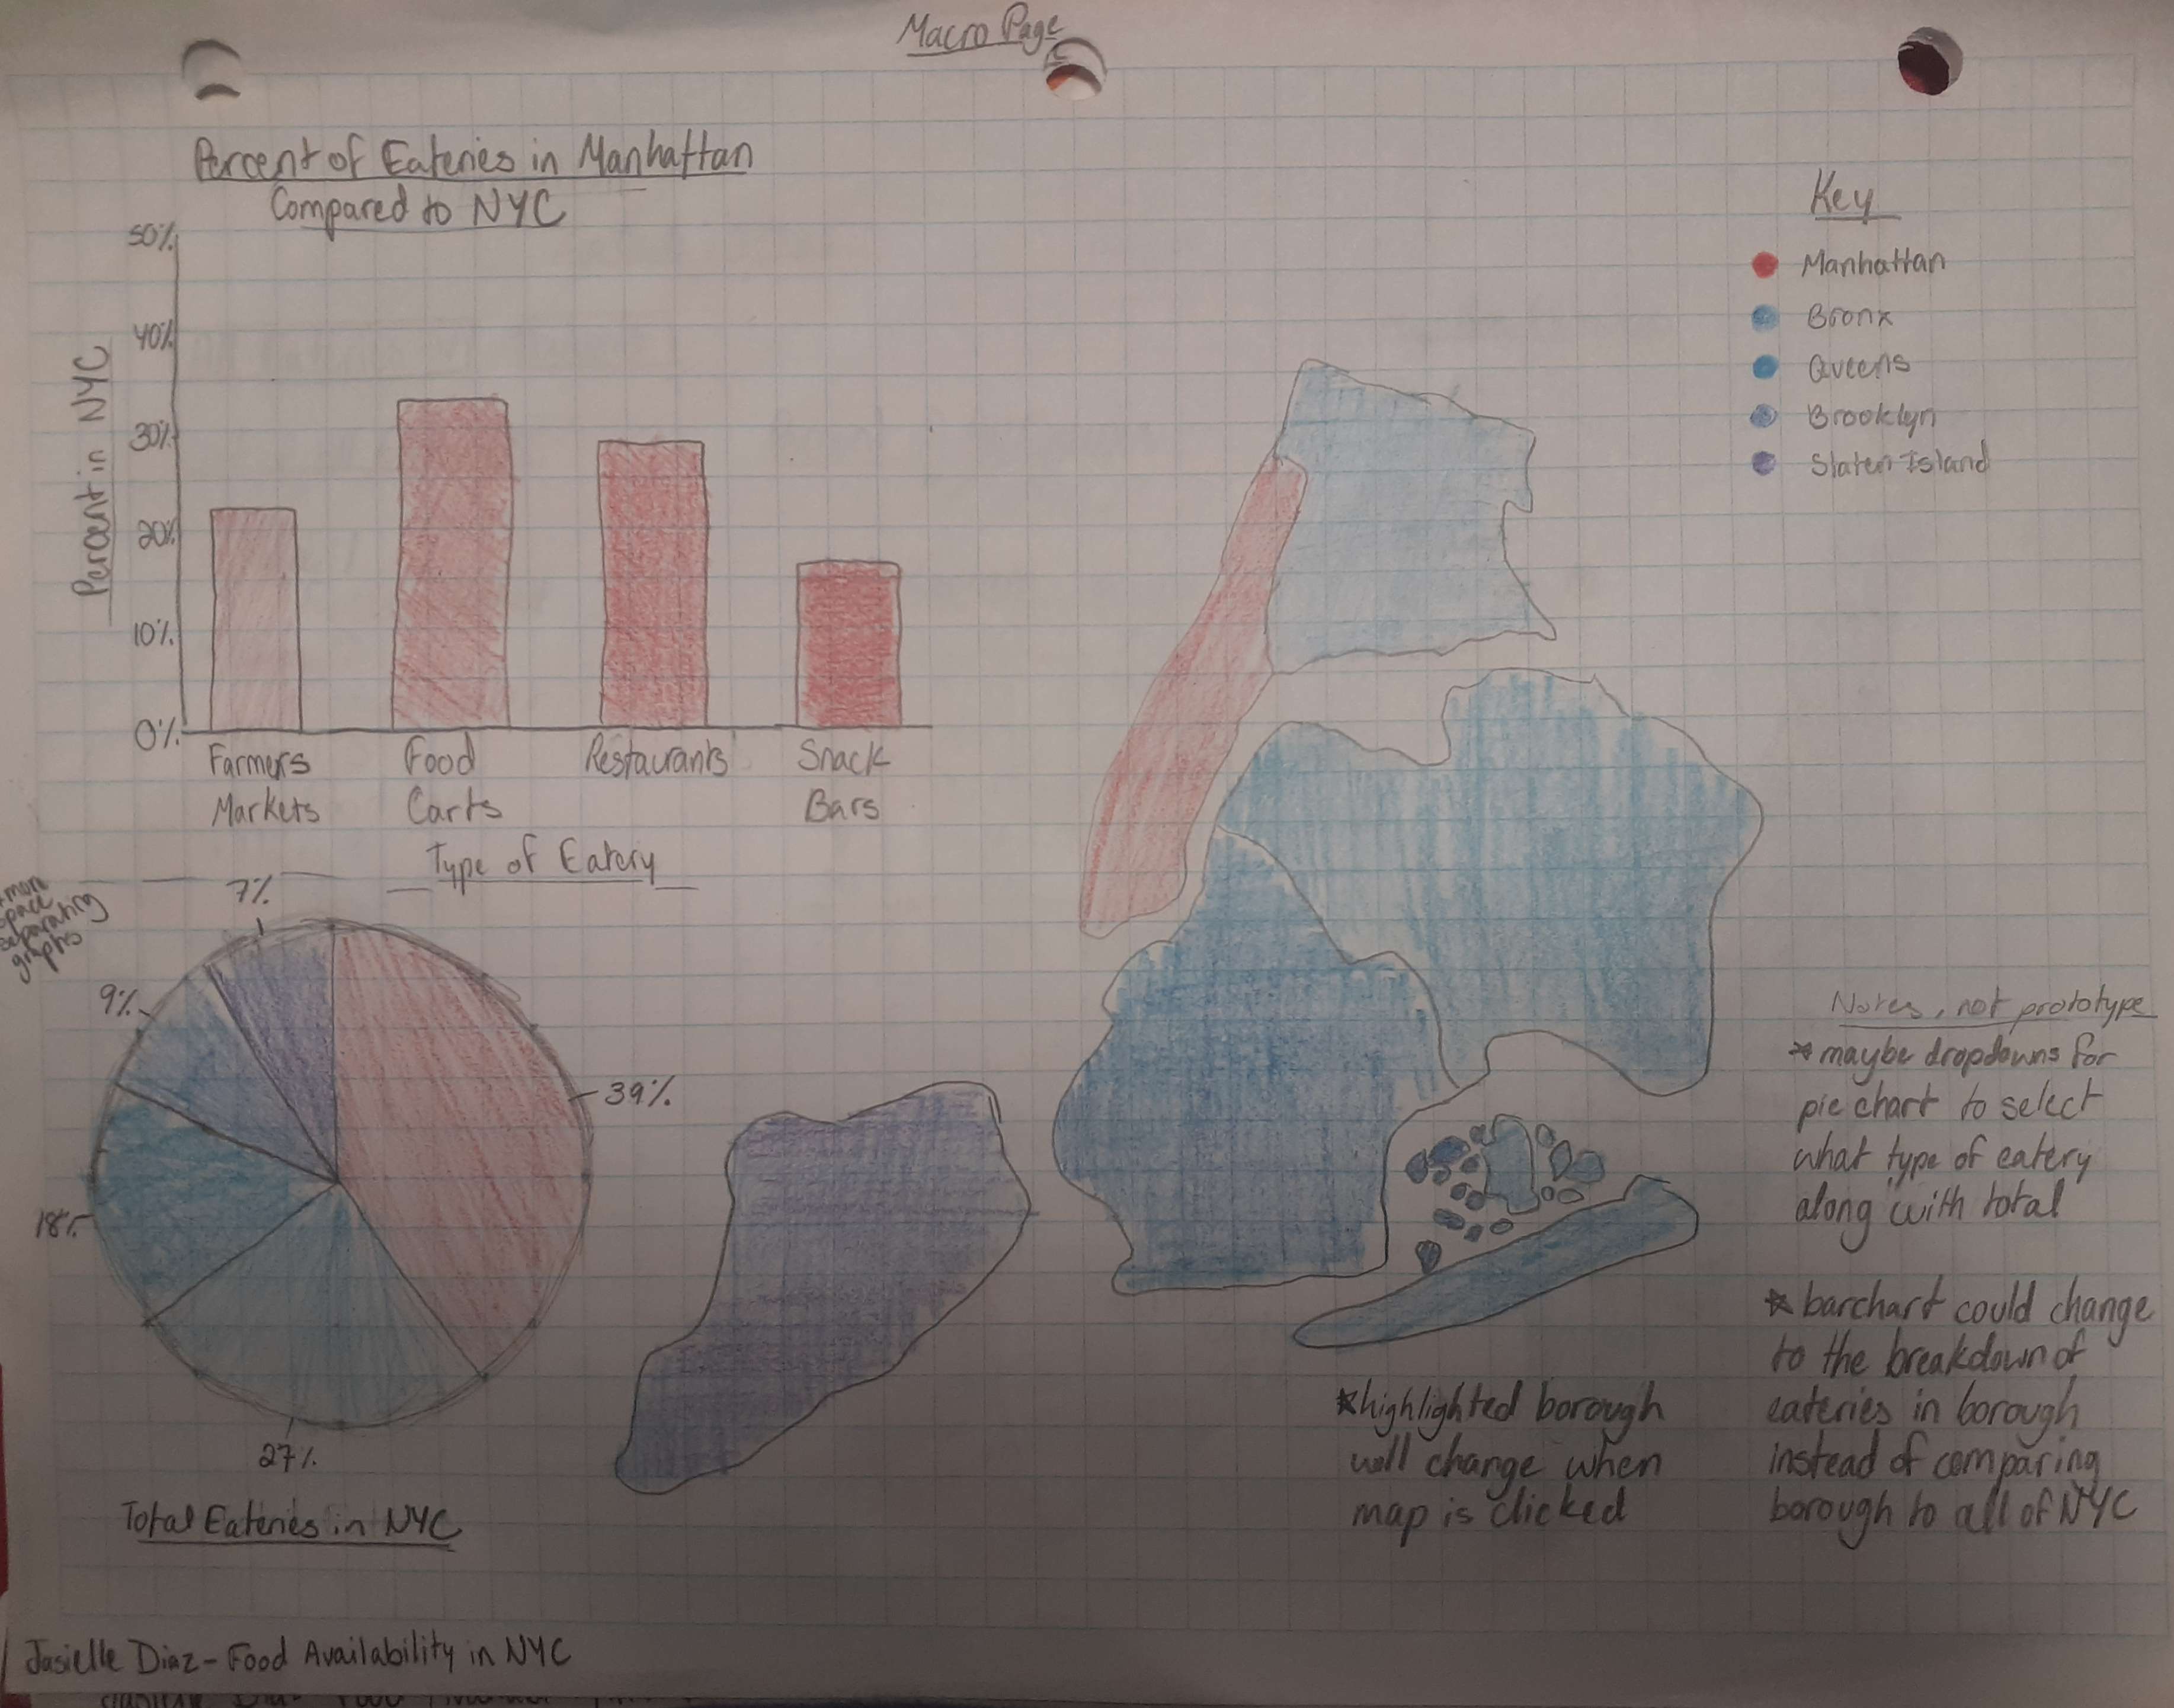 Macro Page
Percent of Eateries in Manhattan
Compared to NYC
50%
40%
30%
20%
10%
0%
Percent in NYC
Farmers
Markets
Food
Carts
Restaurants
Snack
Bars
Type of Eatery
Key
Manhattan
Bronx
Queens
Brooklyn
Staten Island
+more
space
separating
graphs
7%
9%
39%
18%
27%
Total Eateries in NYC
Notes, not prototype
* maybe dropdowns for
pie chart to select
what type of eatery
along with total
* barchart could change
to the breakdown of
eateries in borough
instead of comparing
borough to all of NYC
* highlighted borough
will change when
map is clicked
Jasielle Diaz - Food Availability in NYC